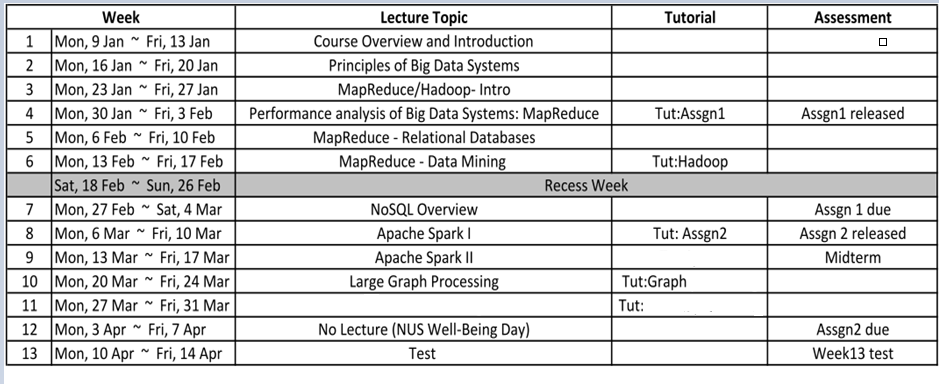 Week Lecture Topic Tutorial Assessment
1 Mon, 9 Jan ~ Fri, 13 Jan Course Overview and Introduction
2 Mon, 16 Jan ~ Fri, 20 Jan Principles of Big Data Systems
3 Mon, 23 Jan ~ Fri, 27 Jan MapReduce/Hadoop- Intro
4 Mon, 30 Jan ~ Fri, 3 Feb Performance analysis of Big Data Systems: MapReduce Tut:Assgn1 Assgn1 released
5 Mon, 6 Feb ~ Fri, 10 Feb MapReduce - Relational Databases
6 Mon, 13 Feb ~ Fri, 17 Feb MapReduce - Data Mining Tut:Hadoop
Sat, 18 Feb ~ Sun, 26 Feb Recess Week
7 Mon, 27 Feb ~ Sat, 4 Mar NoSQL Overview Assgn 1 due
8 Mon, 6 Mar ~ Fri, 10 Mar Apache Spark I Tut: Assgn2 Assgn 2 released
9 Mon, 13 Mar ~ Fri, 17 Mar Apache Spark II Midterm
10 Mon, 20 Mar ~ Fri, 24 Mar Large Graph Processing Tut:Graph
11 Mon, 27 Mar ~ Fri, 31 Mar Tut:
12 Mon, 3 Apr ~ Fri, 7 Apr No Lecture (NUS Well-Being Day) Assgn2 due
13 Mon, 10 Apr ~ Fri, 14 Apr Test Week13 test